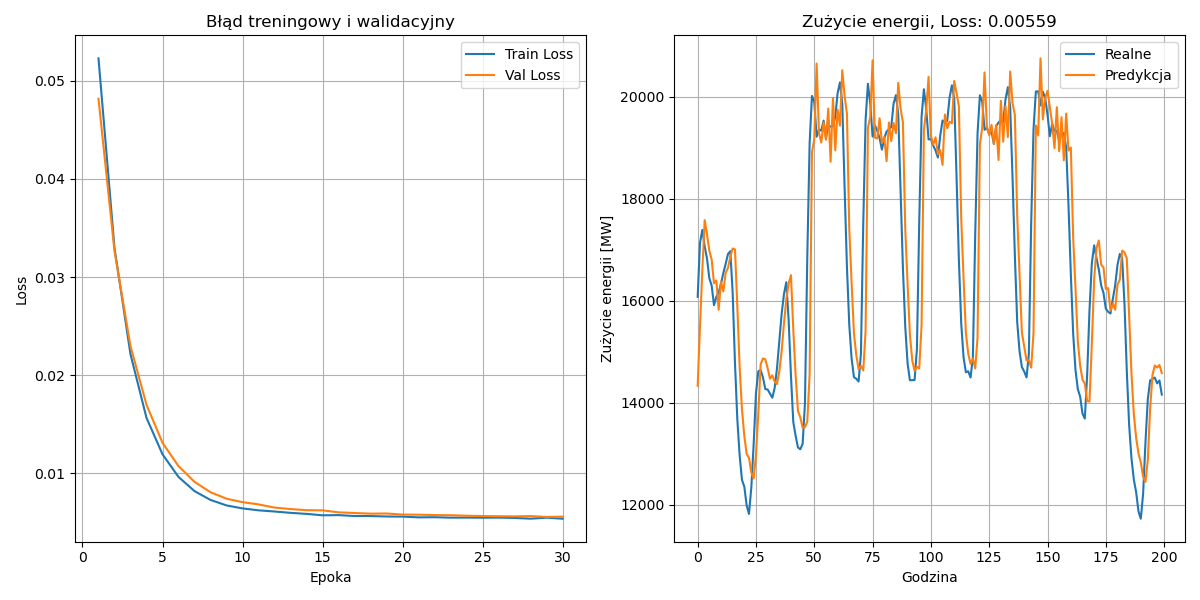 Błąd treningowy i walidacyjny
Train Loss
Val Loss
0.05
0.04
0.03
0.02
0.01
Loss
0 5 10 15 20 25 30
Epoka
Zużycie energii, Loss: 0.00559
Realne
Predykcja
20000
18000
16000
14000
12000
Zużycie energii [MW]
0 25 50 75 100 125 150 175 200
Godzina